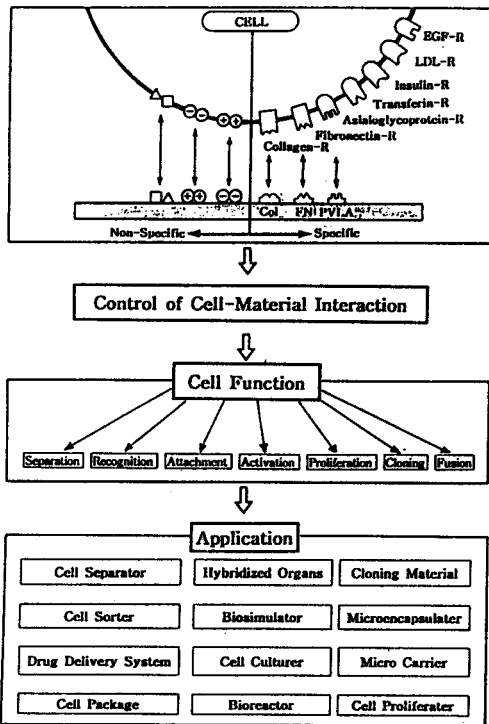 CELL
EGF-R
LDL-R
Insulin-R
Transferin-R
Asialoglycoprotein-R
Fibronectin-R
Collagen-R
Col FN PVLA
Non-Specific Specific
Control of Cell-Material Interaction
Cell Function
Separation Recognition Attachment Activation Proliferation Cloning Fusion
Application
Cell Separator Hybridized Organs Cloning Material
Cell Sorter Biosimulator Microencapsulater
Drug Delivery System Cell Culturer Micro Carrier
Cell Package Bioreactor Cell Proliferater